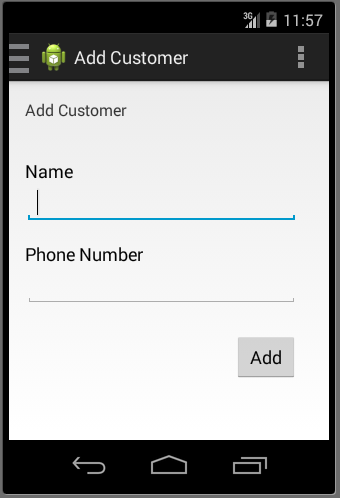 3G 11:57
Add Customer
Add Customer
Name
Phone Number
Add